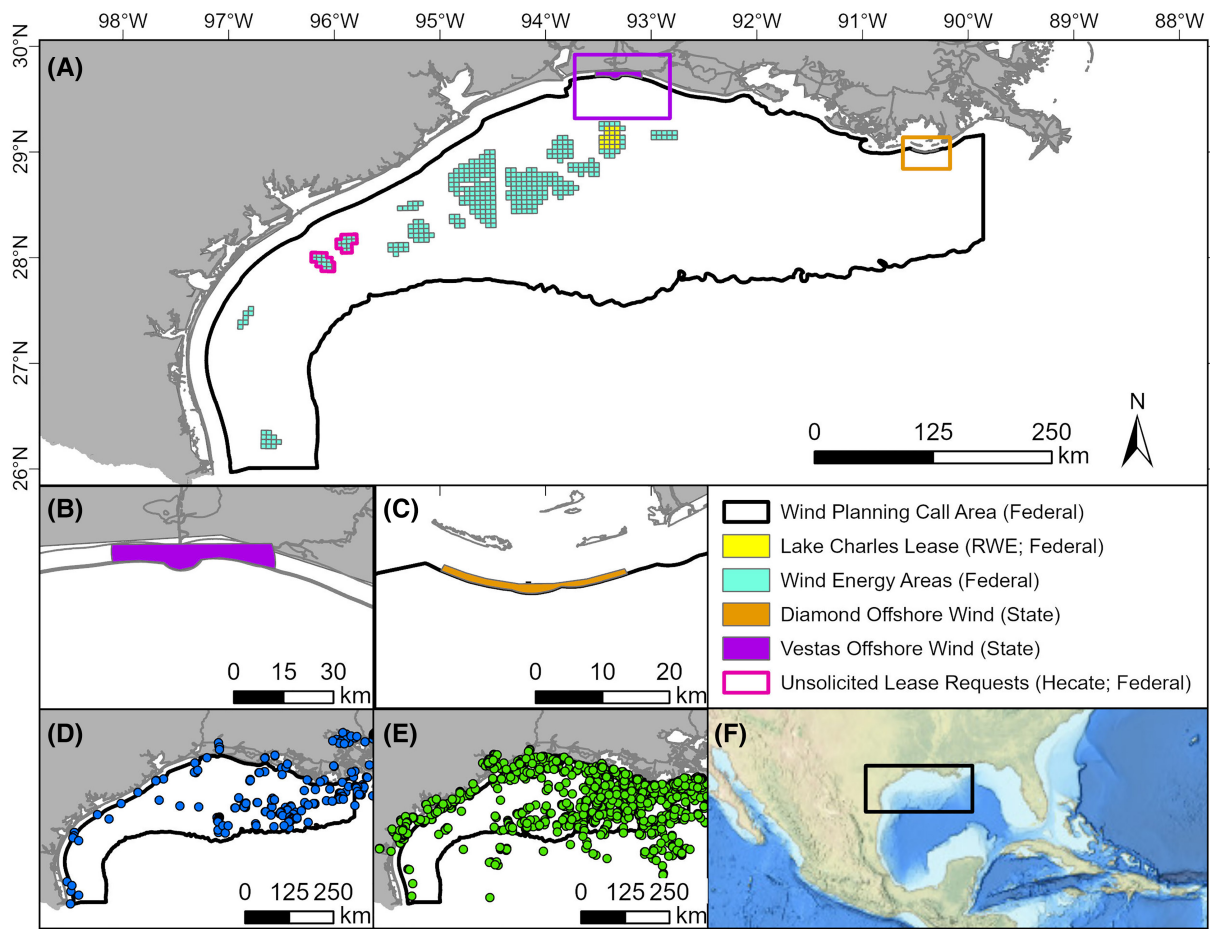 98°W 97°W 96°W 95°W 94°W 93°W 92°W 91°W 90°W 89°W 88°W
30°N
(A)
29°N
28°N
27°N
26°N
N
0 125 250
km
(B)
0 15 30
km
(C)
0 10 20
km
Wind Planning Call Area (Federal)
Lake Charles Lease (RWE; Federal)
Wind Energy Areas (Federal)
Diamond Offshore Wind (State)
Vestas Offshore Wind (State)
Unsolicited Lease Requests (Hecate; Federal)
(D)
0 125 250
km
(E)
0 125 250
km
(F)